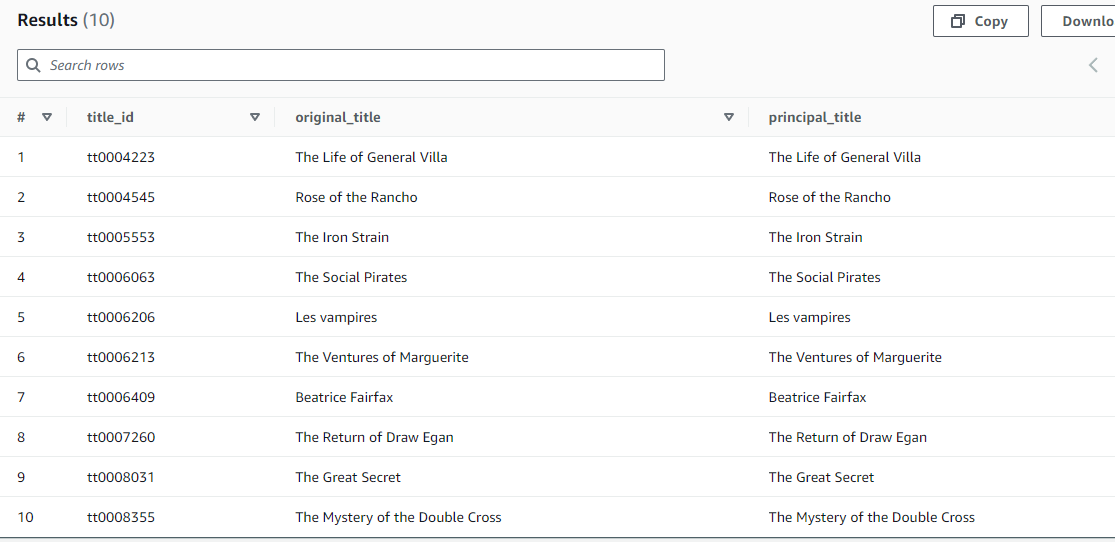 Results (10)
Copy
Downlo
Search rows
# title_id original_title principal_title
1 tt0004223 The Life of General Villa The Life of General Villa
2 tt0004545 Rose of the Rancho Rose of the Rancho
3 tt0005553 The Iron Strain The Iron Strain
4 tt0006063 The Social Pirates The Social Pirates
5 tt0006206 Les vampires Les vampires
6 tt0006213 The Ventures of Marguerite The Ventures of Marguerite
7 tt0006409 Beatrice Fairfax Beatrice Fairfax
8 tt0007260 The Return of Draw Egan The Return of Draw Egan
9 tt0008031 The Great Secret The Great Secret
10 tt0008355 The Mystery of the Double Cross The Mystery of the Double Cross